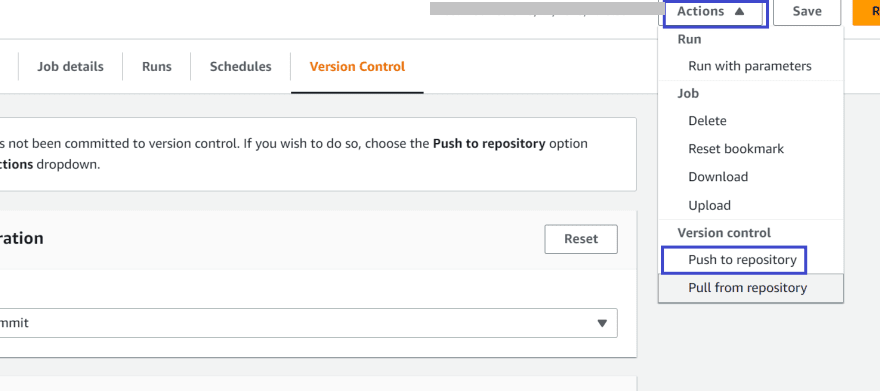 Actions ▲
Save
R
Job details
Runs
Schedules
Version Control
Run
Run with parameters
Job
Delete
Reset bookmark
Download
Upload
Version control
Push to repository
Pull from repository
s not been committed to version control. If you wish to do so, choose the Push to repository option
ctions dropdown.
ration
Reset
mmit